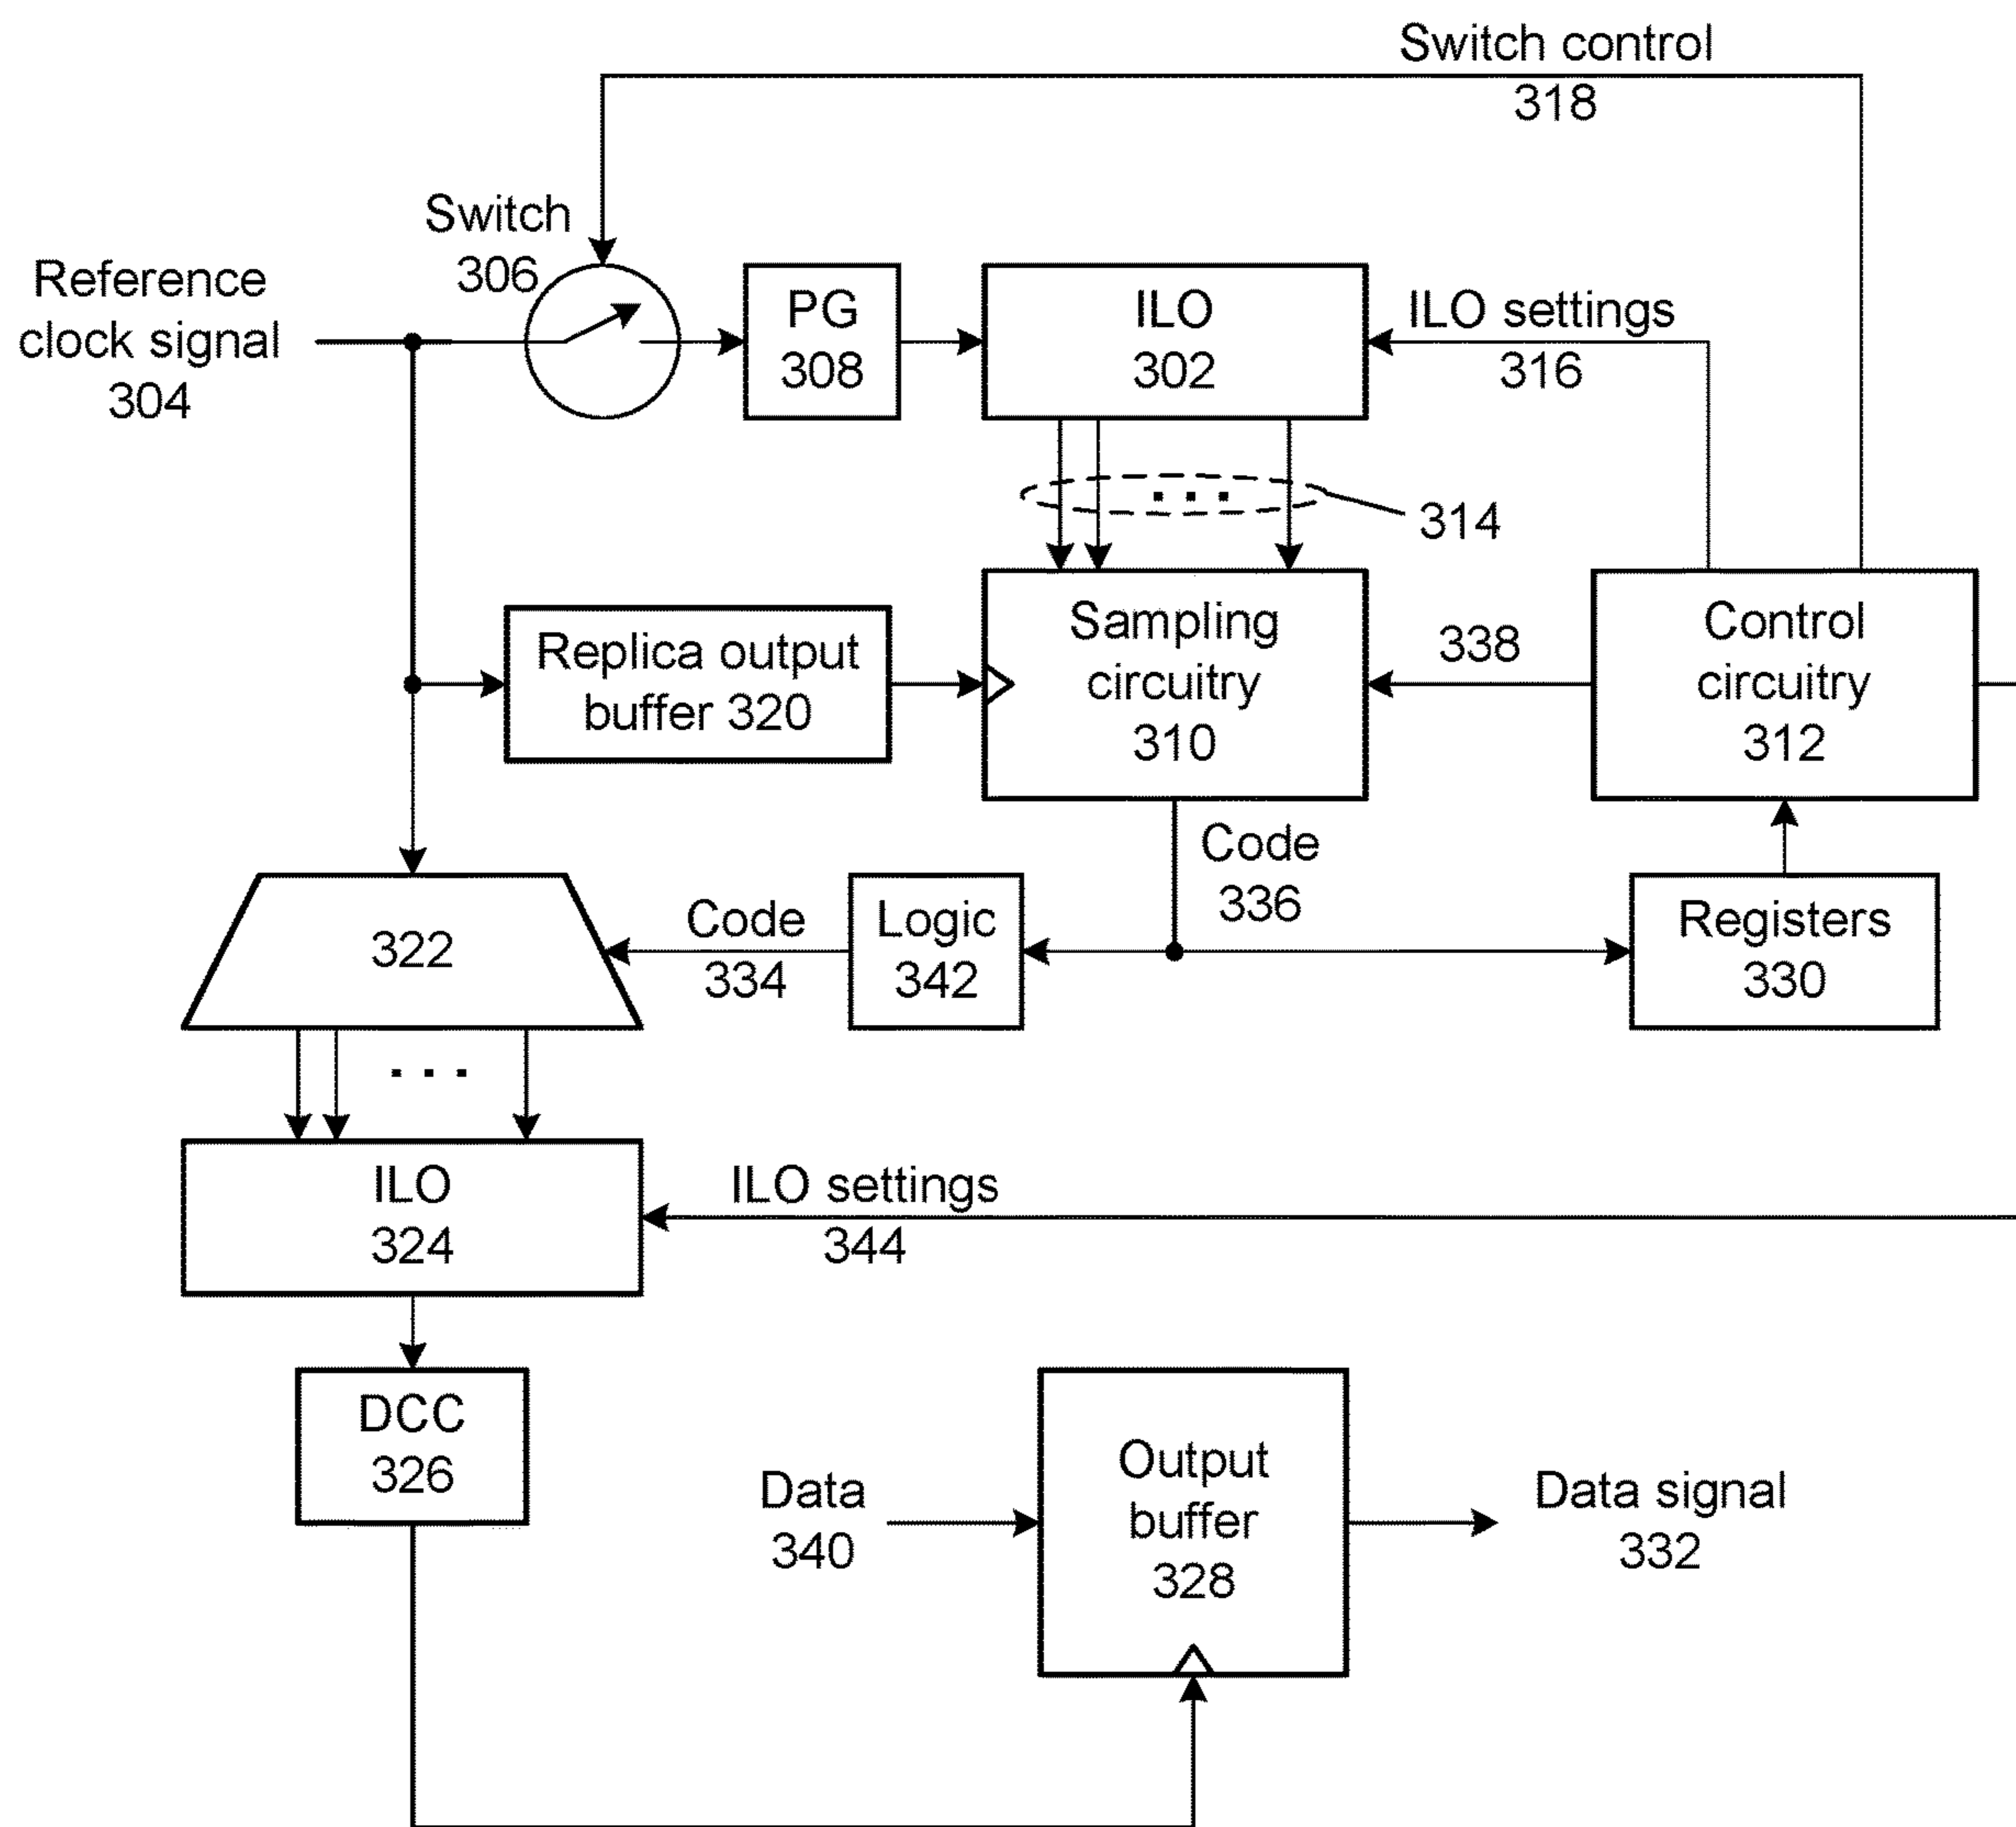 Switch control
318
Switch
306
Reference
clock signal
304
PG
308
ILO
302
ILO settings
316
314
Replica output
buffer 320
Sampling
circuitry
310
338
Control
circuitry
312
Code
336
322
Code
334
Logic
342
Registers
330
ILO
324
ILO settings
344
DCC
326
Data
340
Output
buffer
328
Data signal
332